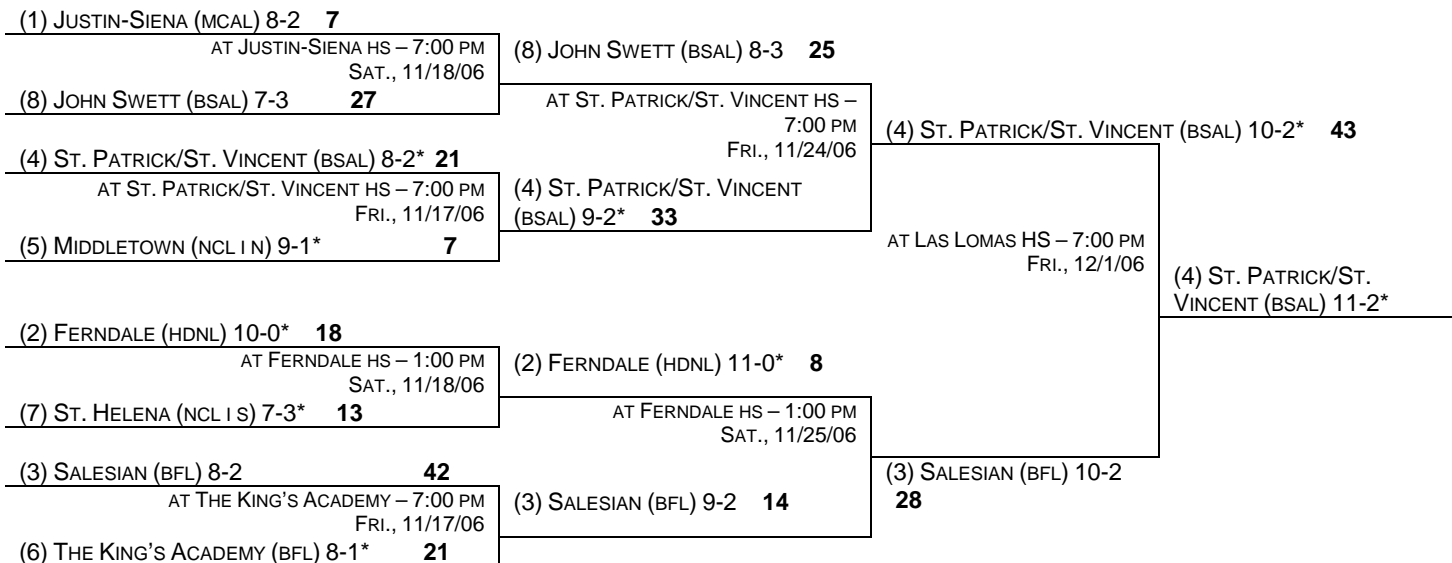 (1) JUSTIN-SIENA (MCAL) 8-2 7
AT JUSTIN-SIENA HS – 7:00 PM
SAT., 11/18/06
(8) JOHN SWETT (BSAL) 7-3 27
(4) ST. PATRICK/ST. VINCENT (BSAL) 8-2* 21
AT ST. PATRICK/ST. VINCENT HS – 7:00 PM
FRI., 11/17/06
(5) MIDDLETOWN (NCL I N) 9-1* 7
(2) FERNDALE (HDNL) 10-0* 18
AT FERNDALE HS – 1:00 PM
SAT., 11/18/06
(7) ST. HELENA (NCL I S) 7-3* 13
(3) SALESIAN (BFL) 8-2 42
AT THE KING'S ACADEMY – 7:00 PM
FRI., 11/17/06
(6) THE KING'S ACADEMY (BFL) 8-1* 21
(8) JOHN SWETT (BSAL) 8-3 25
AT ST. PATRICK/ST. VINCENT HS –
7:00 PM
FRI., 11/24/06
(4) ST. PATRICK/ST. VINCENT
(BSAL) 9-2* 33
(2) FERNDALE (HDNL) 11-0* 8
AT FERNDALE HS – 1:00 PM
SAT., 11/25/06
(3) SALESIAN (BFL) 9-2 14
(4) ST. PATRICK/ST. VINCENT (BSAL) 10-2* 43
AT LAS LOMAS HS – 7:00 PM
FRI., 12/1/06
(3) SALESIAN (BFL) 10-2
28
(4) ST. PATRICK/ST.
VINCENT (BSAL) 11-2*